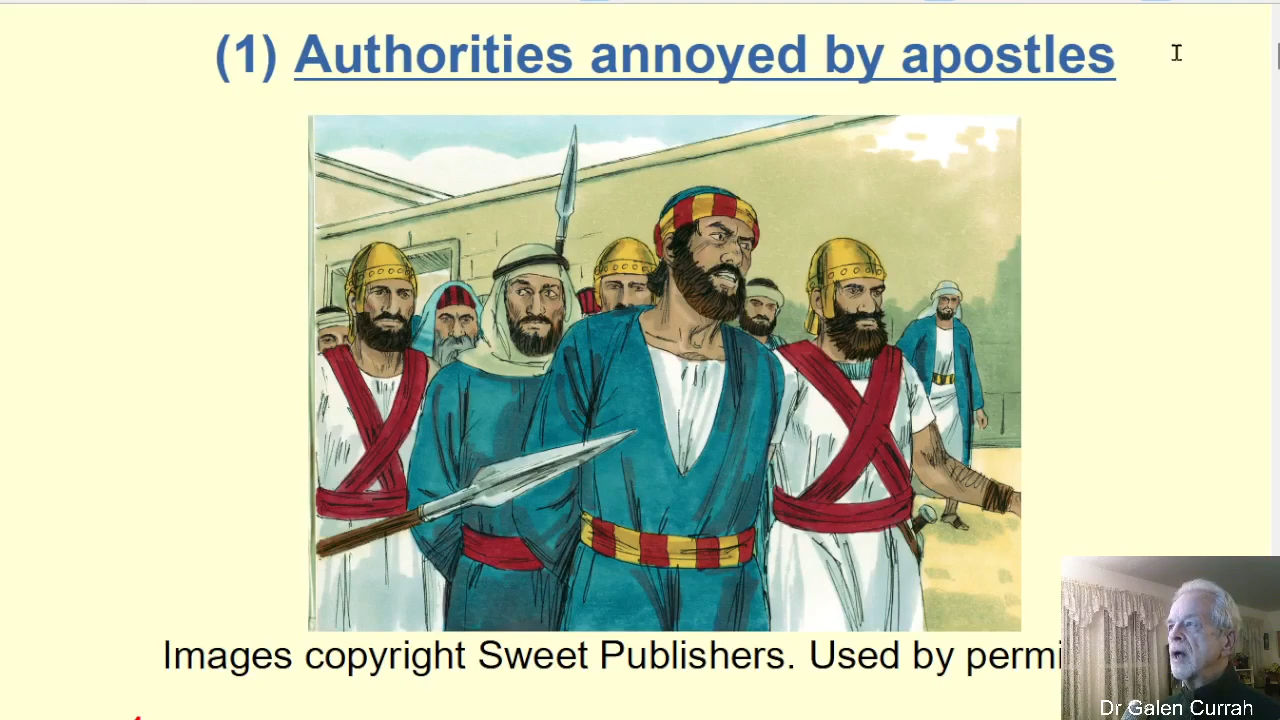 (1) Authorities annoyed by apostles
Images copyright Sweet Publishers. Used by permi
Dr Galen Currah